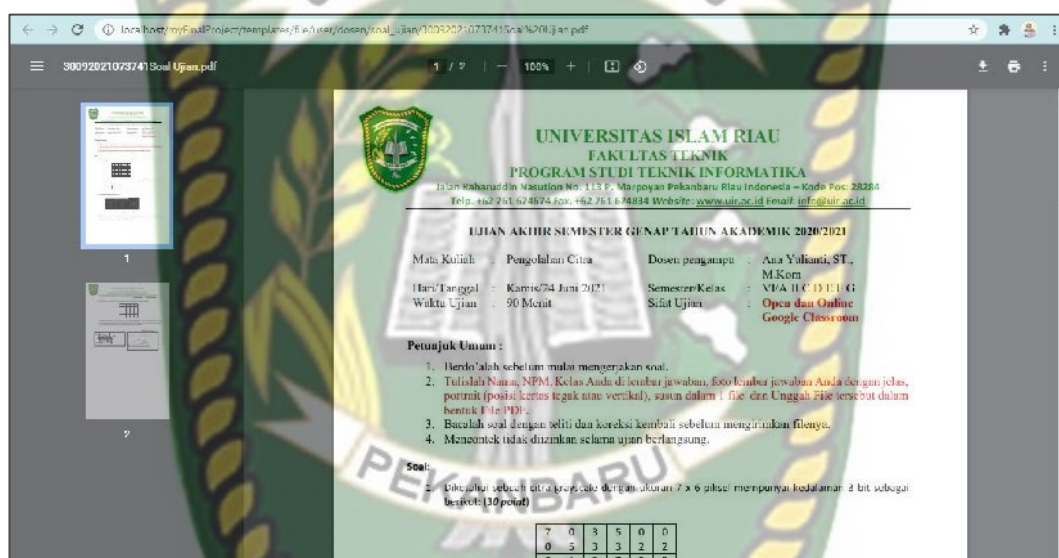 localhost/myFinalProject/templates/file/user/dosen/soal_ujian/30092021073741Soal%20Ujian.pdf
30092021073741Soal Ujian.pdf
1 / 2
100%
1
2
UNIVERSITAS ISLAM RIAU
FAKULTAS TEKNIK
PROGRAM STUDI TEKNIK INFORMATIKA
Jalan Kaharuddin Nasution No. 113 P. Marpoyan Pekanbaru Riau Indonesia – Kode Pos: 28284
Telp. +62 761 674674 Fax. +62 761 674834 Website: www.uir.ac.id Email: info@uir.ac.id
UJIAN AKHIR SEMESTER GENAP TAHUN AKADEMIK 2020/2021
Mata Kuliah : Pengolahan Citra Dosen pengampu : Ana Yulianti, ST.,
M.Kom
Hari/Tanggal : Kamis/24 Juni 2021 Semester/Kelas :
Waktu Ujian : 90 Menit Sifat Ujian : Open dan Online
Google Classroom
Petunjuk Umum :
1. Berdo'alah sebelum mulai mengerjakan soal.
2. Tulislah Nama, NPM, Kelas Anda di lembar jawaban, foto lembar jawaban Anda dengan jelas,
portrait (posisi kertas tegak atau vertikal), susun dalam 1 file dan Unggah File tersebut dalam
bentuk File PDF.
3. Bacalah soal dengan teliti dan koreksi kembali sebelum mengirimkan filenya.
4. Mencontek tidak diizinkan selama ujian berlangsung.
Soal:
Diketahui sebuah citra grayscale dengan ukuran 7 x 6 piksel mempunyai kedalaman 3 bit sebagai
berikut: (30 point)
7 0 3 5 0 0
0 5 3 3 2 2
PEKANBARU